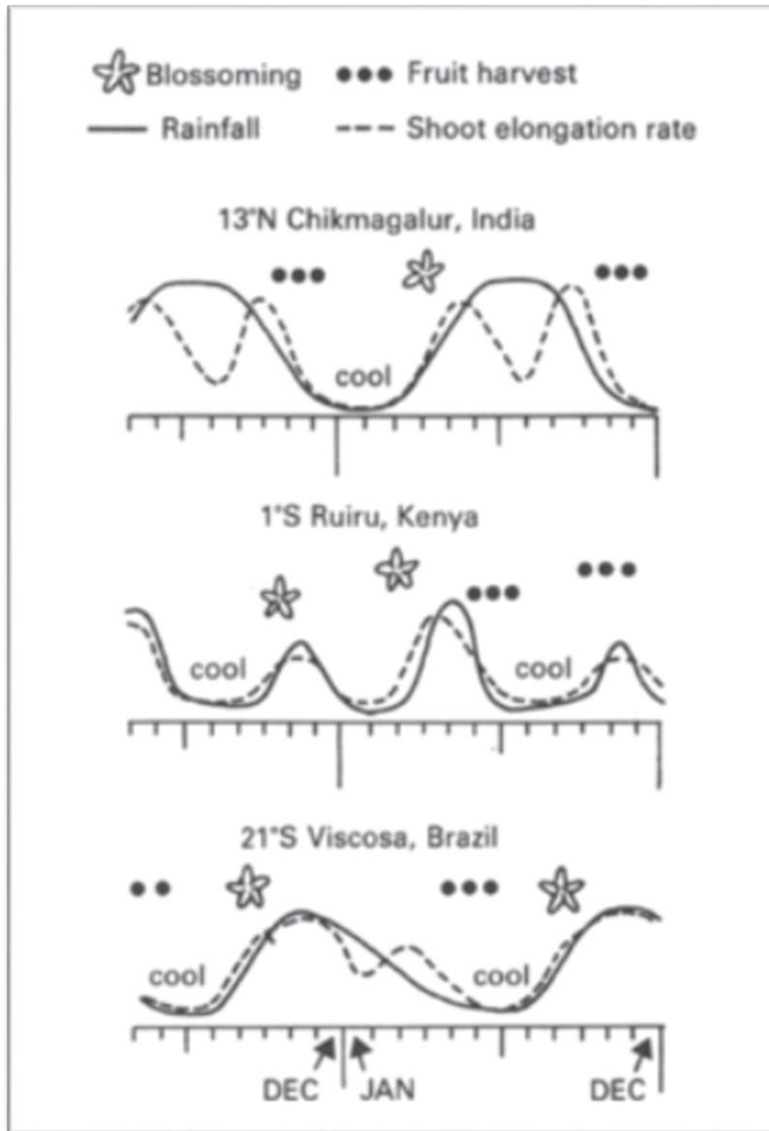 Blossoming Fruit harvest
Rainfall Shoot elongation rate
13°N Chikmagalur, India
cool
1°S Ruiru, Kenya
cool cool
21°S Viscosa, Brazil
cool cool
DEC JAN DEC